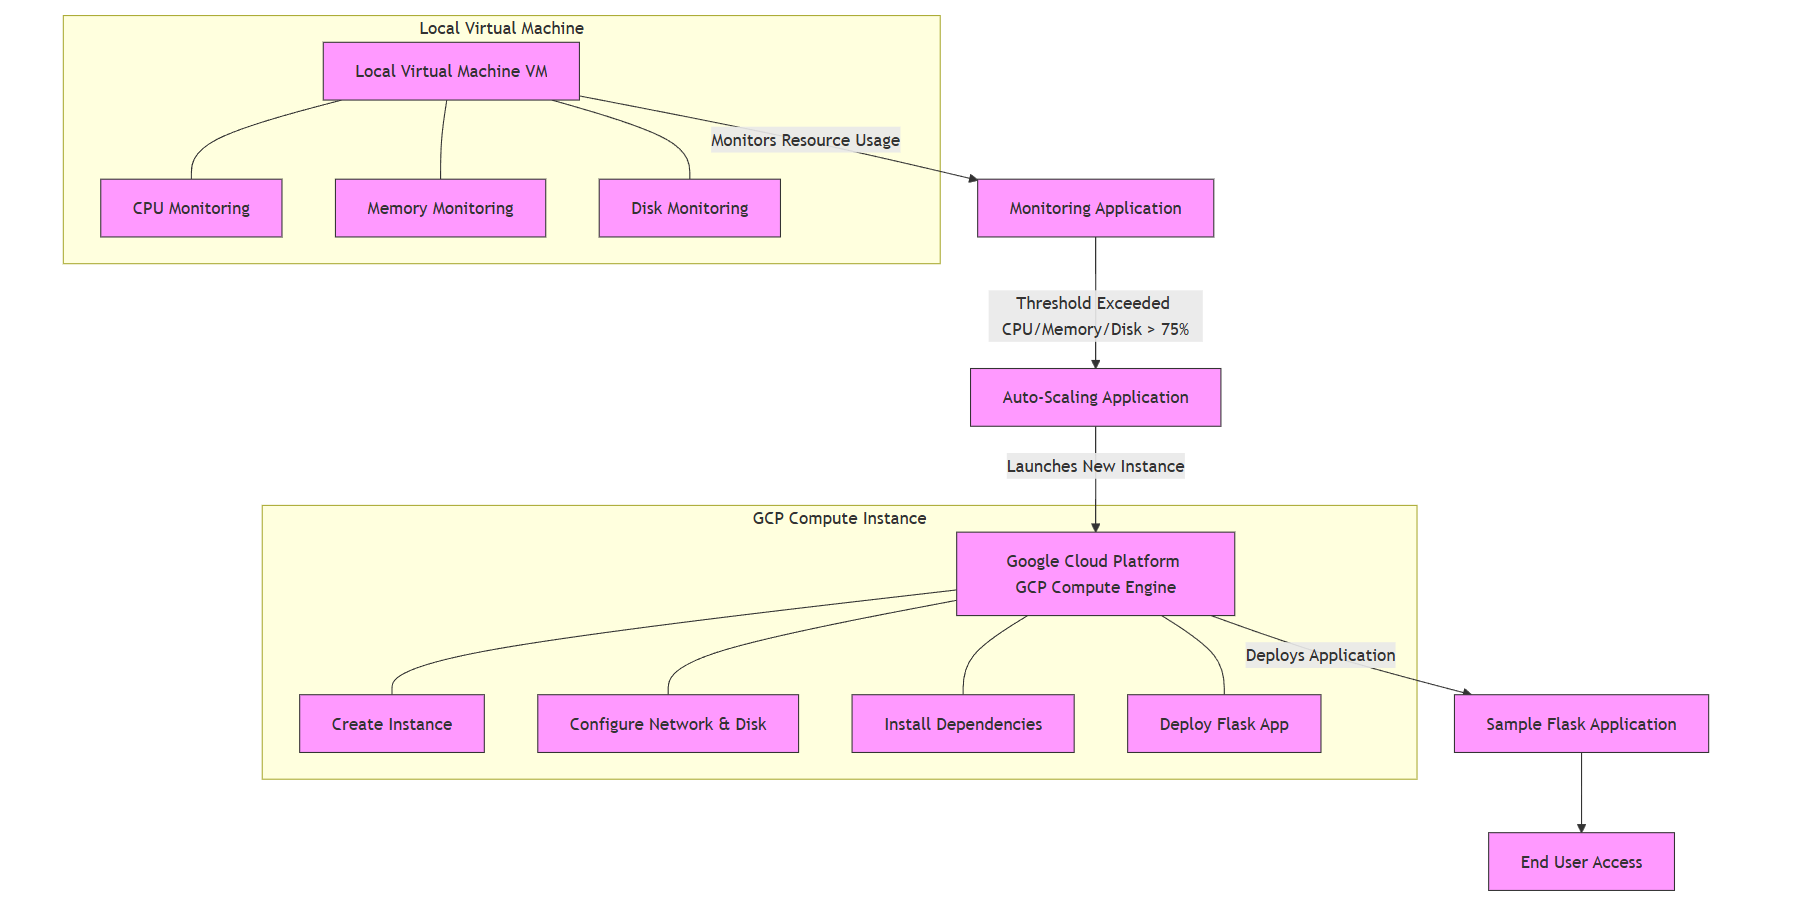 Local Virtual Machine
Local Virtual Machine VM
Monitors Resource Usage
CPU Monitoring
Memory Monitoring
Disk Monitoring
Monitoring Application
Threshold Exceeded
CPU/Memory/Disk > 75%
Auto-Scaling Application
Launches New Instance
GCP Compute Instance
Google Cloud Platform
GCP Compute Engine
Deploys Application
Create Instance
Configure Network & Disk
Install Dependencies
Deploy Flask App
Sample Flask Application
End User Access